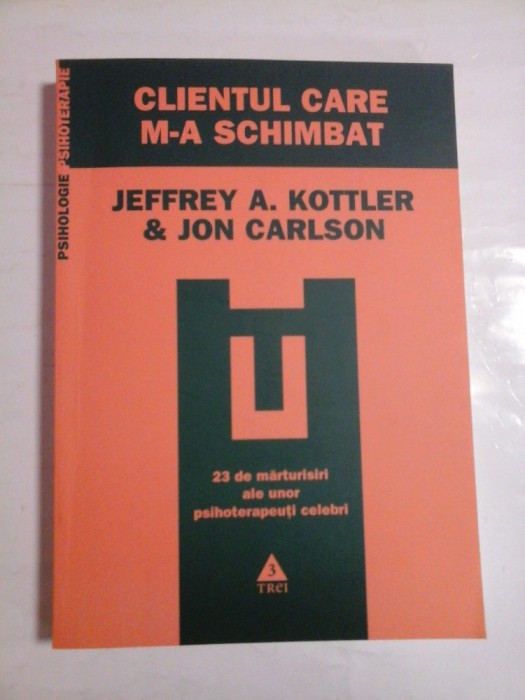 PSIHOLOGIE PSIHOTERAPIE
CLIENTUL CARE
M-A SCHIMBAT
JEFFREY A. KOTTLER
& JON CARLSON
23 de mărturisiri
ale unor
psihoterapeuți celebri
3
TREI